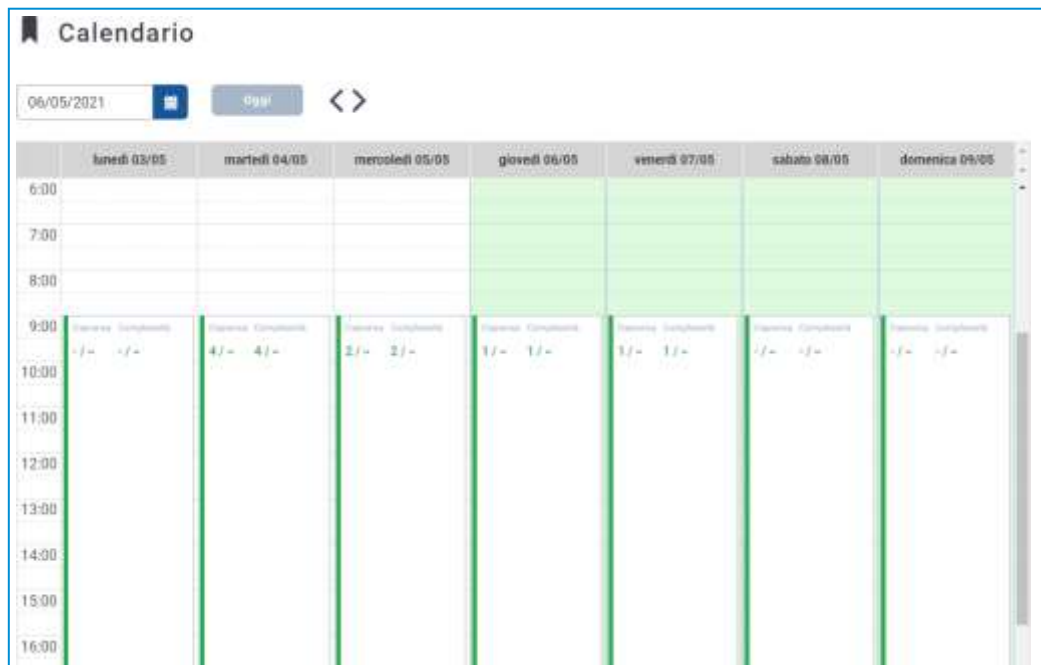 Calendario
06/05/2021 Oggi
lunedì 03/05 martedì 04/05 mercoledì 05/05 giovedì 06/05 venerdì 07/05 sabato 08/05 domenica 09/05
6:00
7:00
8:00
9:00
-/- -/- 4/- 4/- 2/- 2/- 1/- 1/- 1/- 1/- -/- -/- -/- -/-
10:00
11:00
12:00
13:00
14:00
15:00
16:00